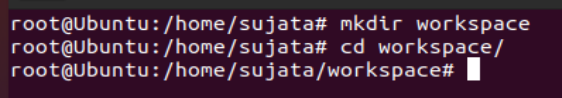 root@Ubuntu:/home/sujata# mkdir workspace
root@Ubuntu:/home/sujata# cd workspace/
root@Ubuntu:/home/sujata/workspace#